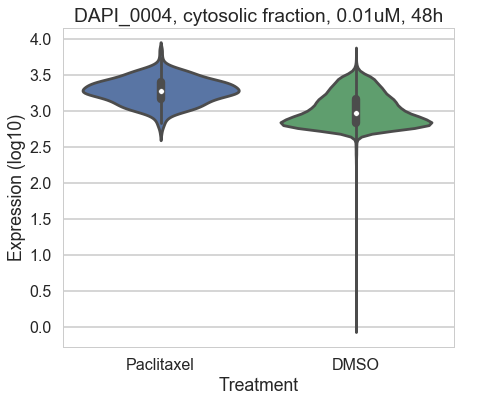 DAPI_0004, cytosolic fraction, 0.01uM, 48h
4.0
3.5
3.0
2.5
2.0
1.5
1.0
0.5
0.0
Expression (log10)
Paclitaxel
DMSO
Treatment